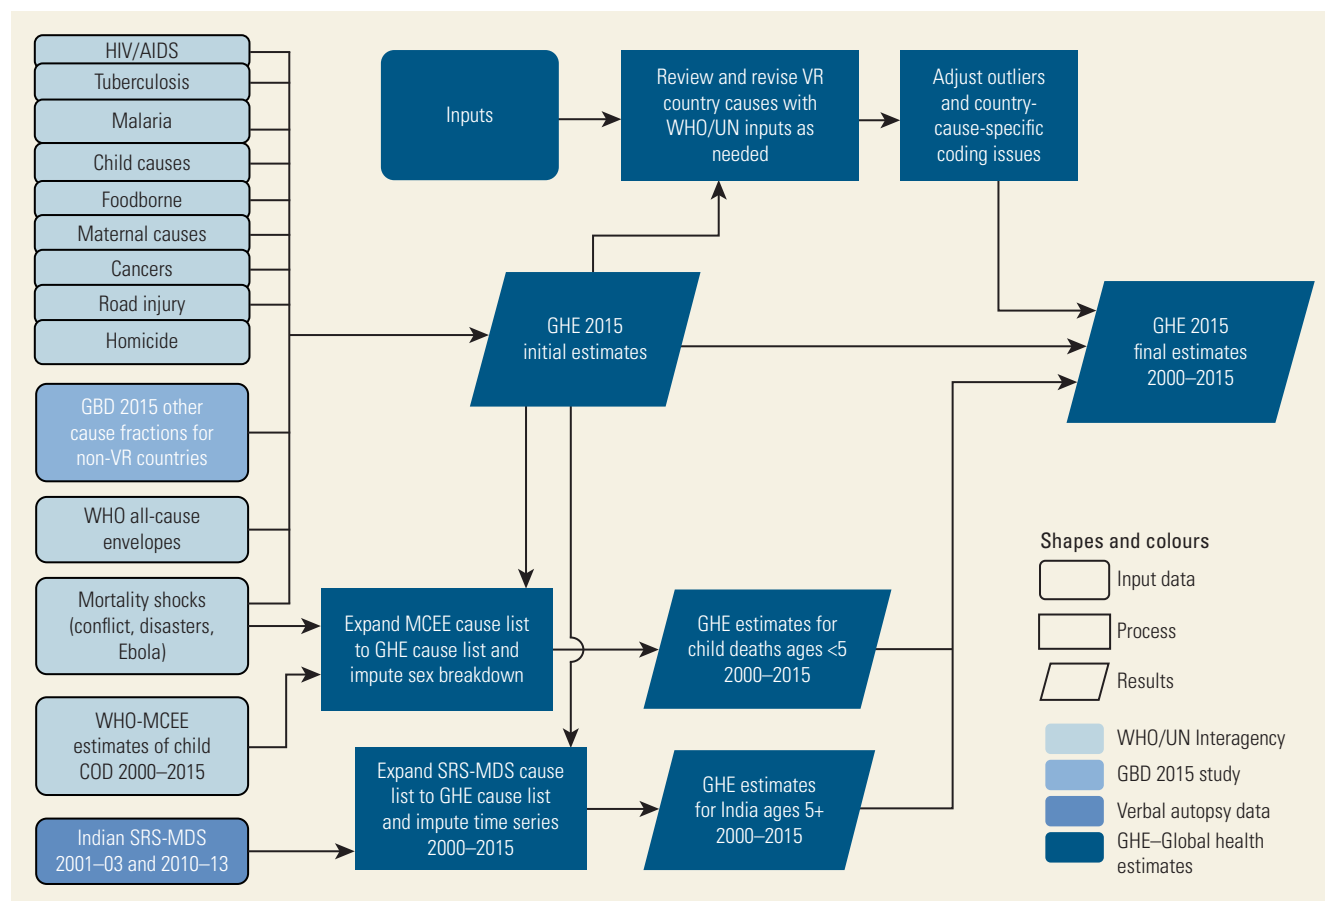 HIV/AIDS
Tuberculosis
Malaria
Child causes
Foodborne
Maternal causes
Cancers
Road injury
Homicide
GBD 2015 other
cause fractions for
non-VR countries
WHO all-cause
envelopes
Mortality shocks
(conflict, disasters,
Ebola)
WHO-MCEE
estimates of child
COD 2000–2015
Indian SRS-MDS
2001–03 and 2010–13
Inputs
Review and revise VR
country causes with
WHO/UN inputs as
needed
Adjust outliers
and country-
cause-specific
coding issues
GHE 2015
initial estimates
GHE 2015
final estimates
2000–2015
Expand MCEE cause list
to GHE cause list and
impute sex breakdown
GHE estimates for
child deaths ages <5
2000–2015
Expand SRS-MDS cause
list to GHE cause list
and impute time series
2000–2015
GHE estimates
for India ages 5+
2000–2015
Shapes and colours
Input data
Process
Results
WHO/UN Interagency
GBD 2015 study
Verbal autopsy data
GHE–Global health
estimates